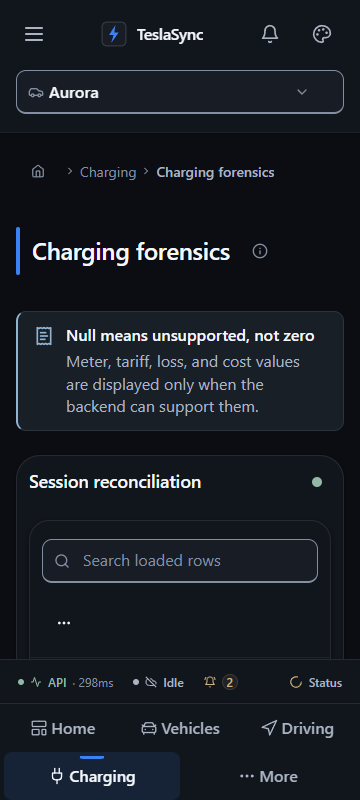 TeslaSync
Aurora
Charging
Charging forensics
Charging forensics
Null means unsupported, not zero
Meter, tariff, loss, and cost values
are displayed only when the
backend can support them.
Session reconciliation
Search loaded rows
...
API · 298ms
Idle
2
Status
Home
Vehicles
Driving
Charging
More